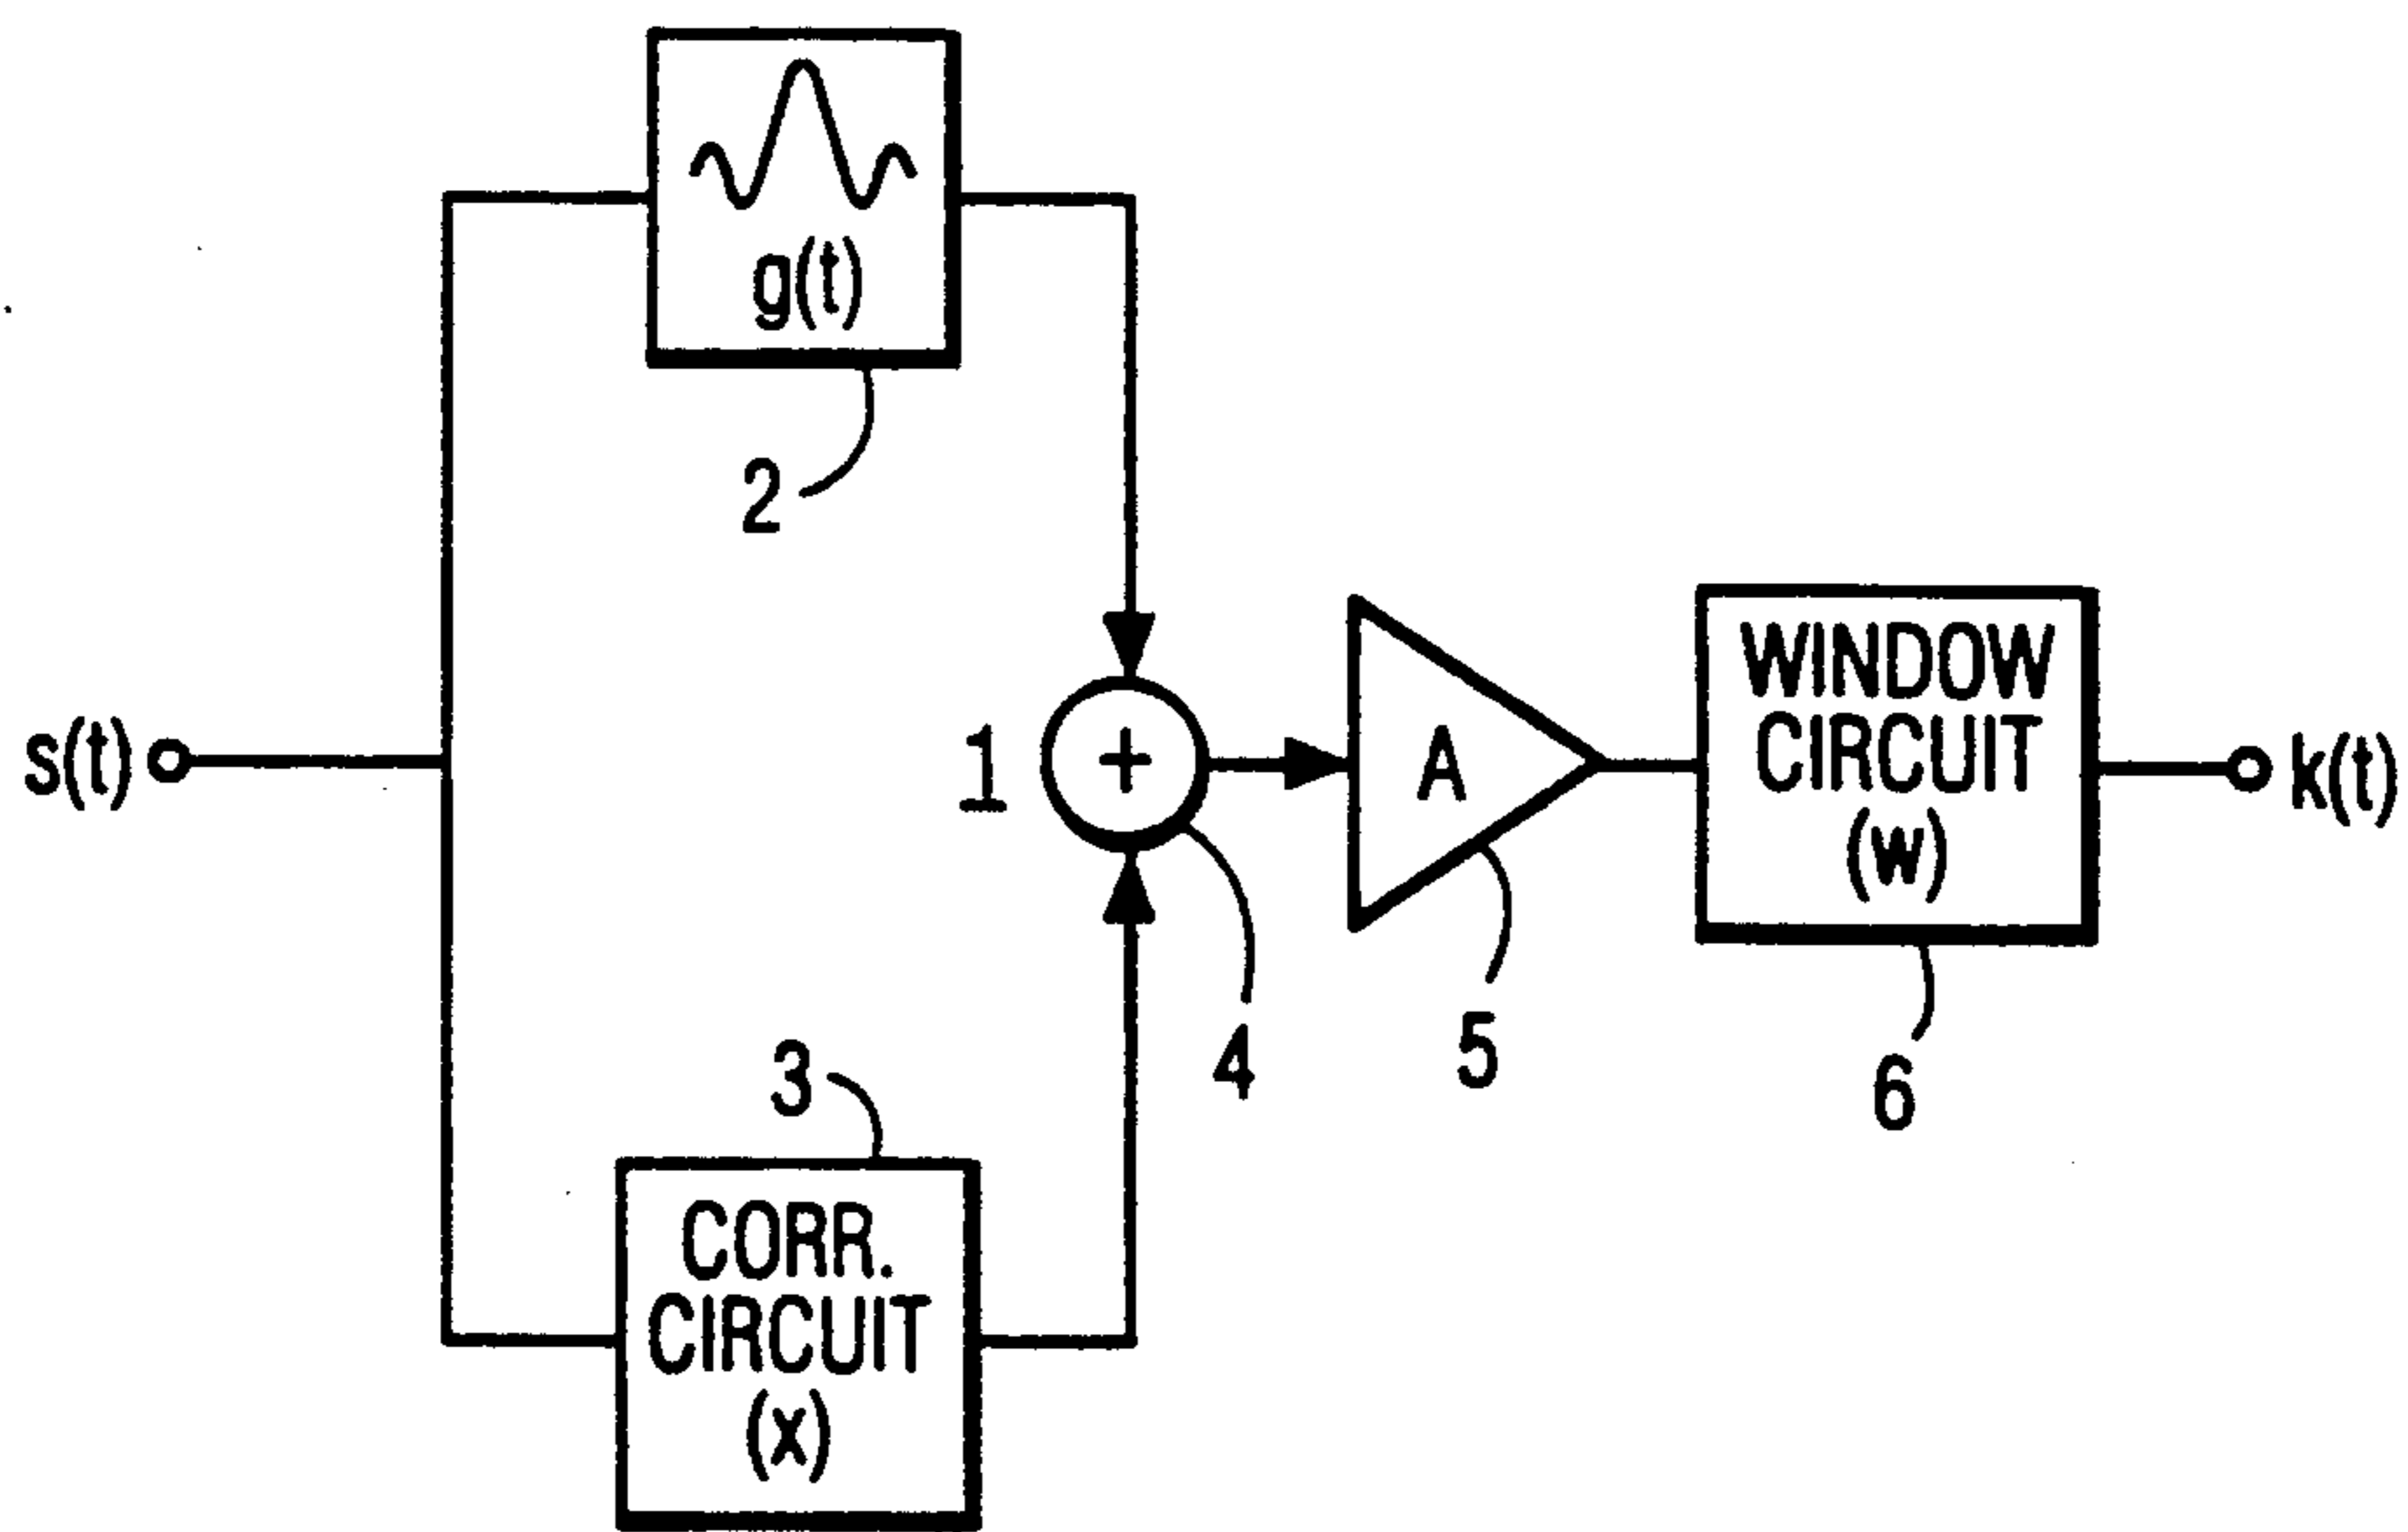 g(t)
2
s(t)
1
+
A
WINDOW
CIRCUIT
(w)
k(t)
4
5
6
3
CORR.
CIRCUIT
(x)